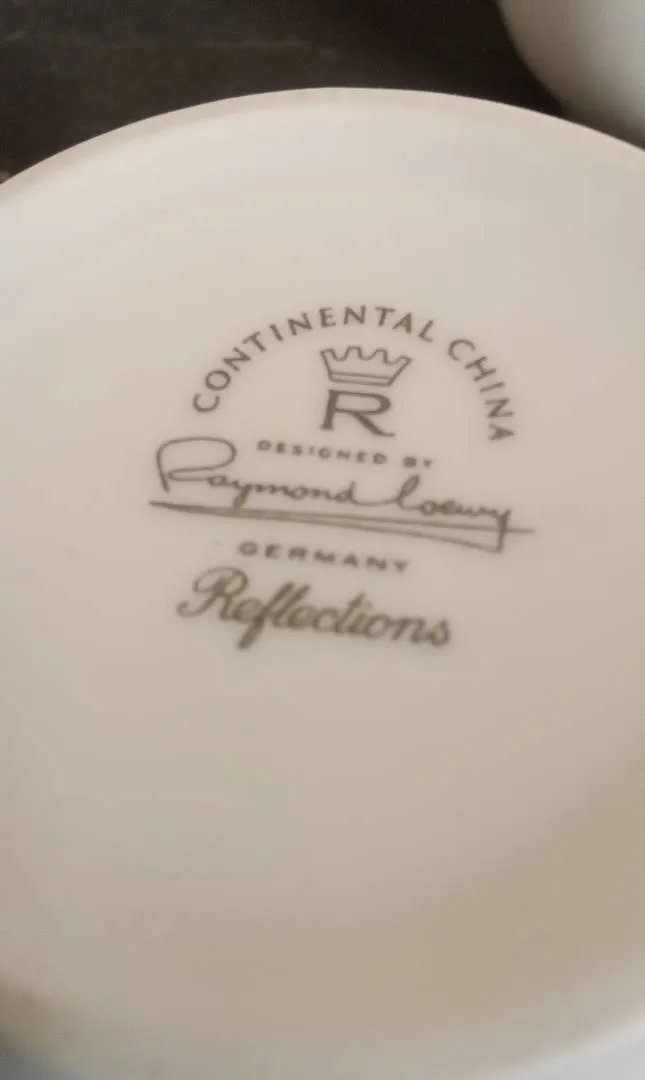 CONTINENTAL CHINA
R
DESIGNED BY
Raymond Loewy
GERMANY
Reflections